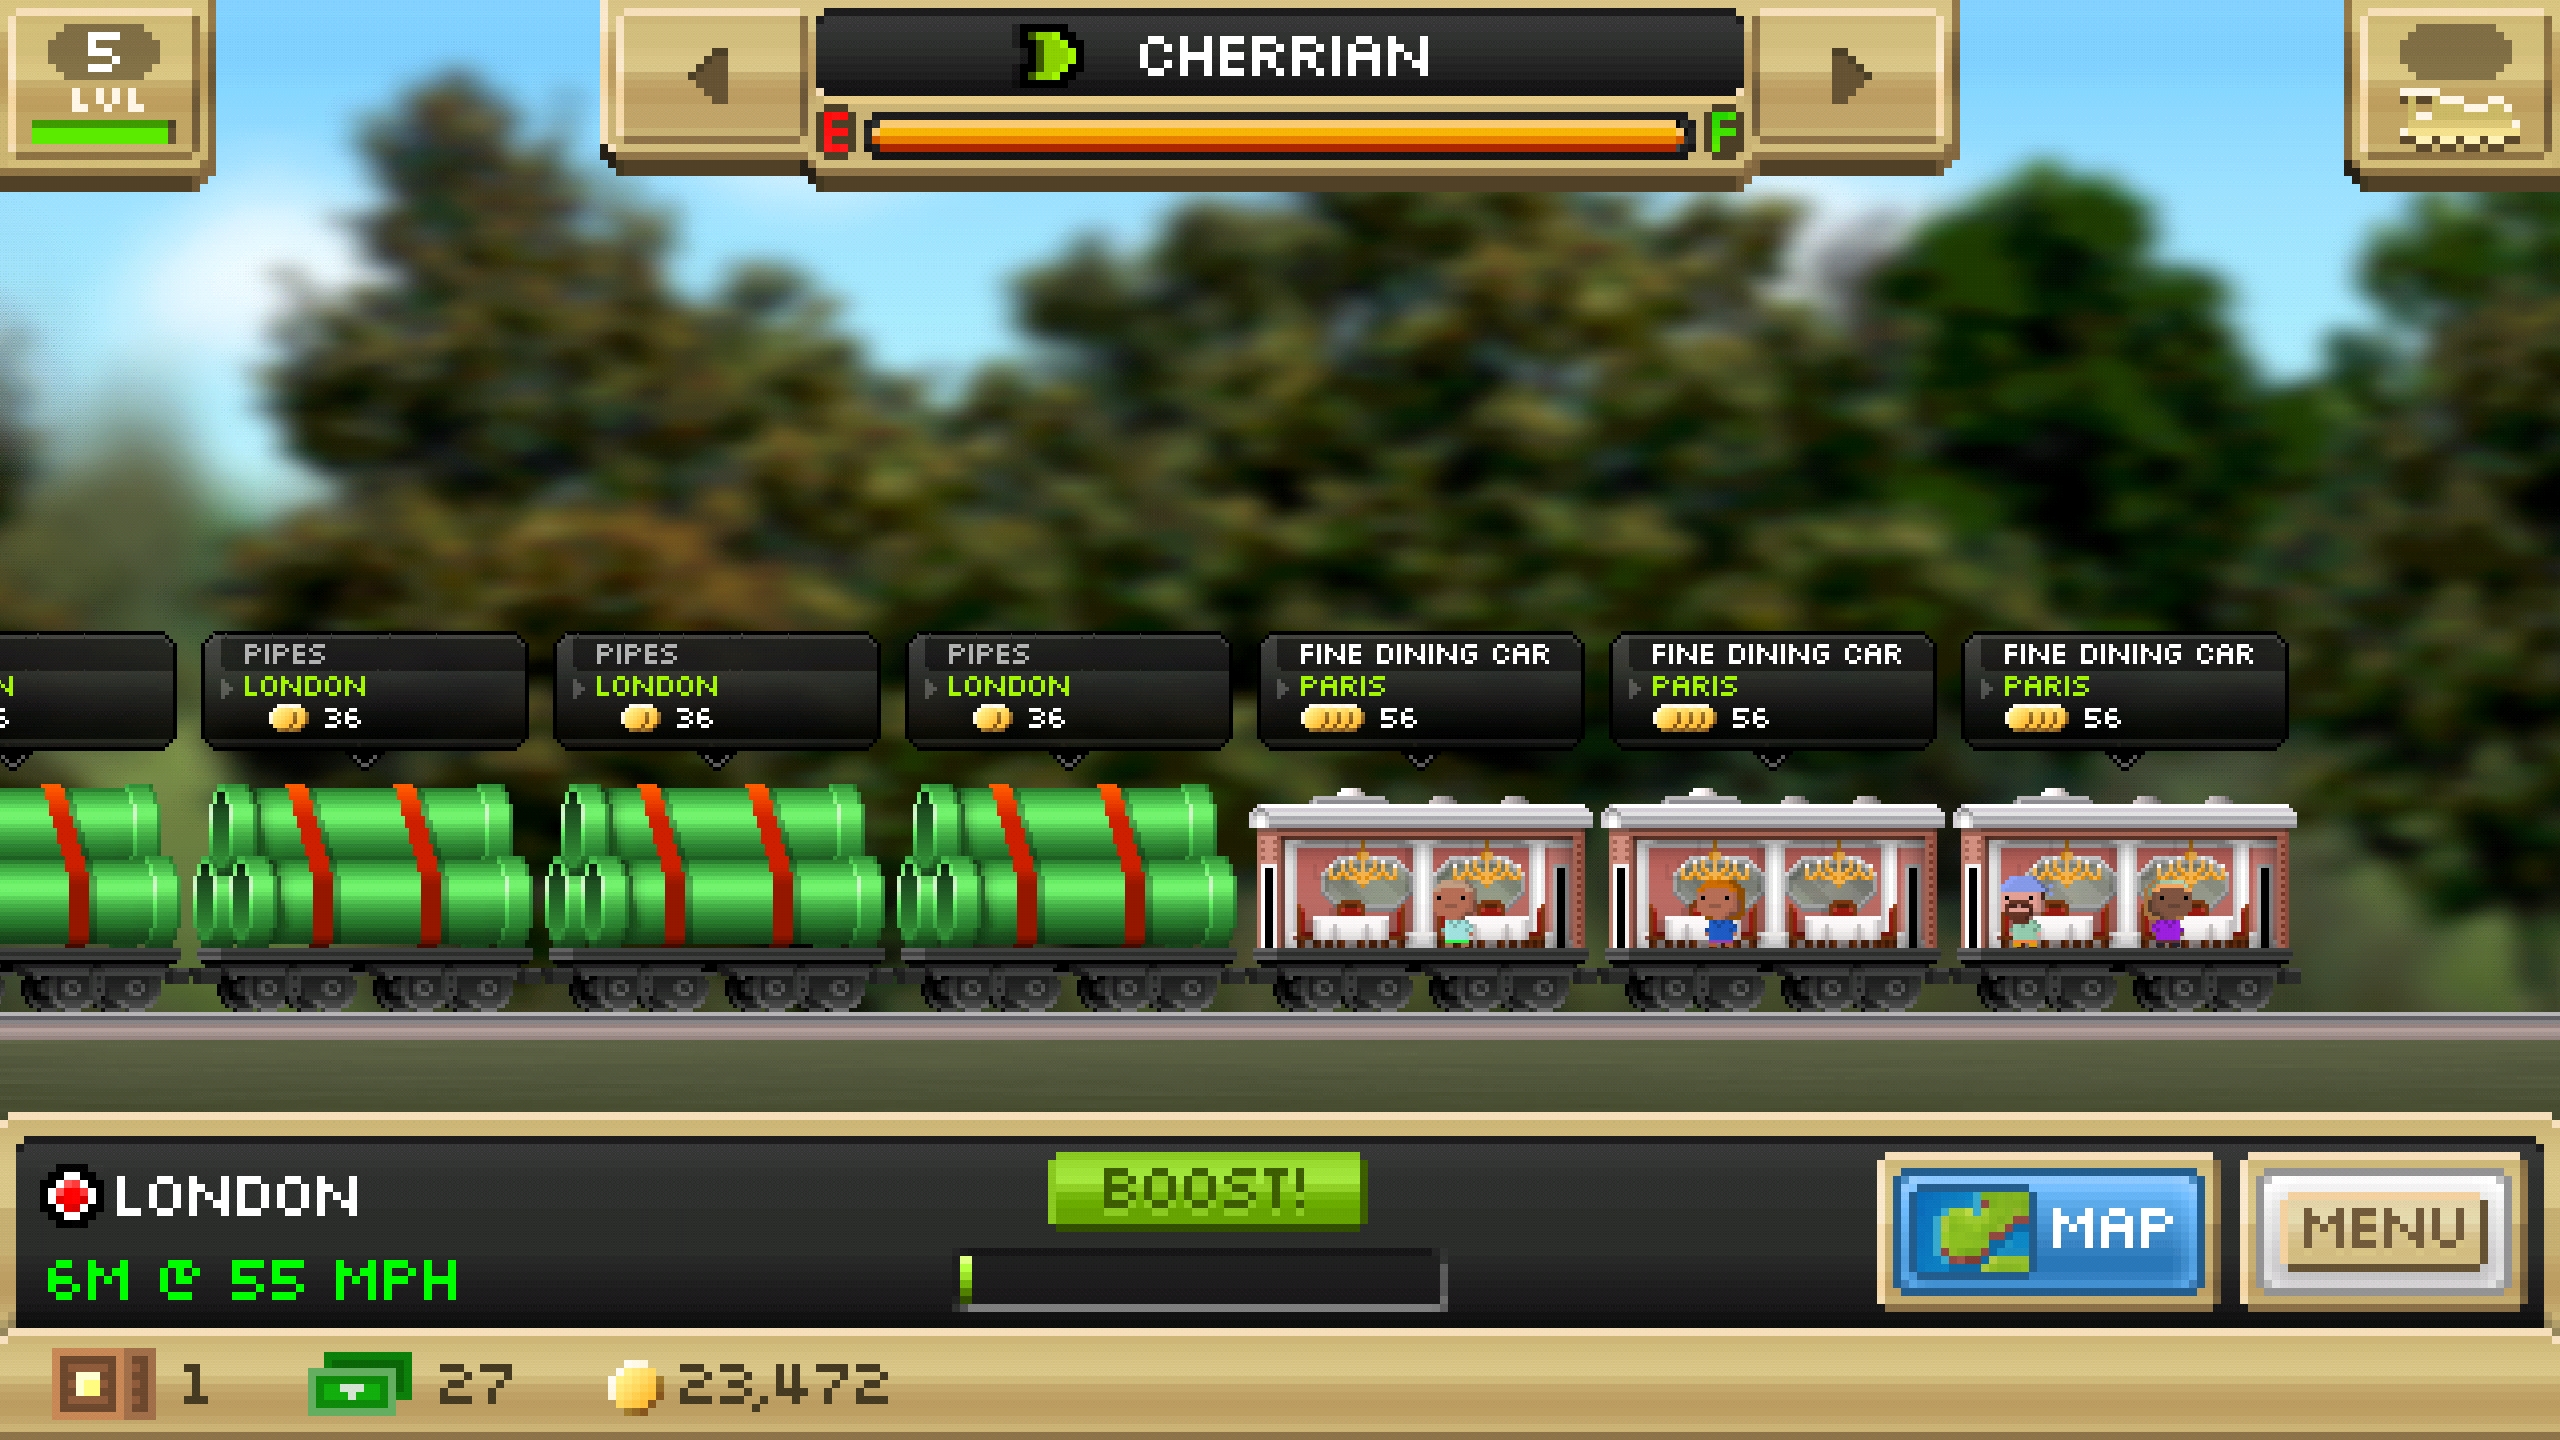 5
LVL
CHERRIAN
E F
PIPES
LONDON
36
PIPES
LONDON
36
PIPES
LONDON
36
FINE DINING CAR
PARIS
56
FINE DINING CAR
PARIS
56
FINE DINING CAR
PARIS
56
LONDON
6M @ 55 MPH
BOOST!
MAP
MENU
1
27
23,472